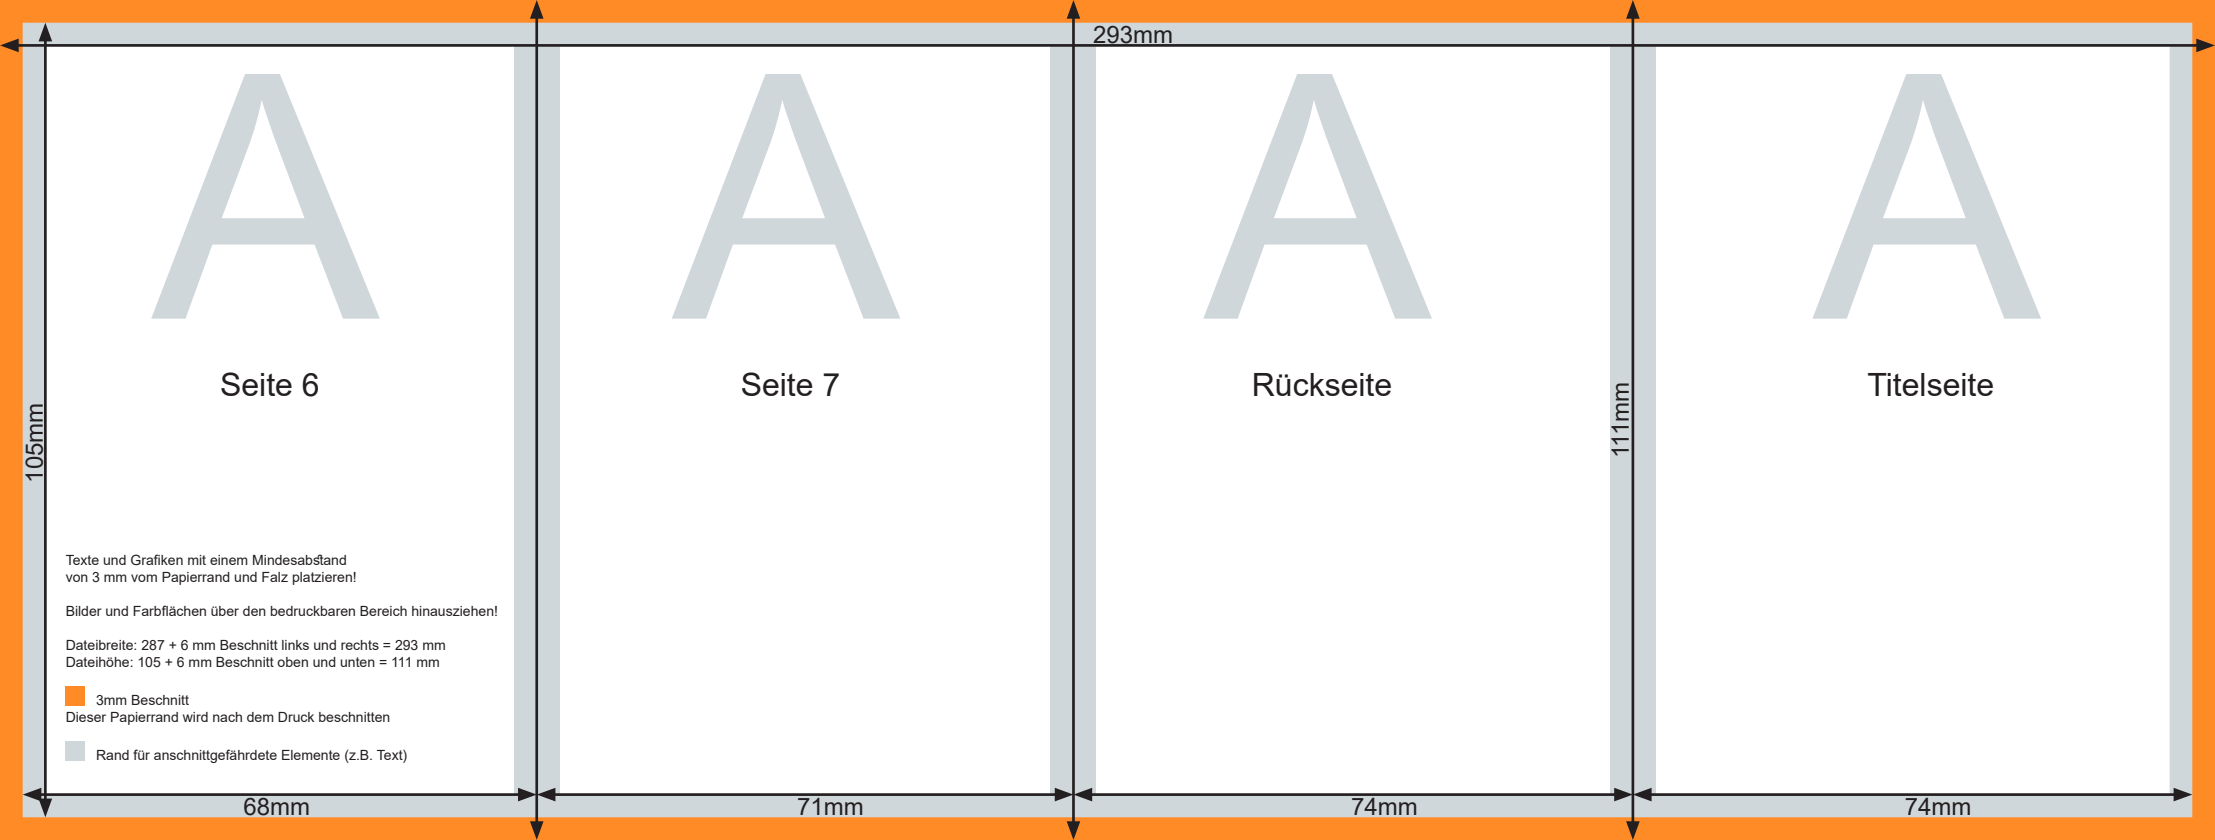 293mm
A
A
A
A
Seite 6
Seite 7
Rückseite
Titelseite
105mm
111mm
Texte und Grafiken mit einem Mindesabstand
von 3 mm vom Papierrand und Falz platzieren!
Bilder und Farbflächen über den bedruckbaren Bereich hinausziehen!
Dateibreite: 287 + 6 mm Beschnitt links und rechts = 293 mm
Dateihöhe: 105 + 6 mm Beschnitt oben und unten = 111 mm
3mm Beschnitt
Dieser Papierrand wird nach dem Druck beschnitten
Rand für anschnittgefährdete Elemente (z.B. Text)
68mm
71mm
74mm
74mm